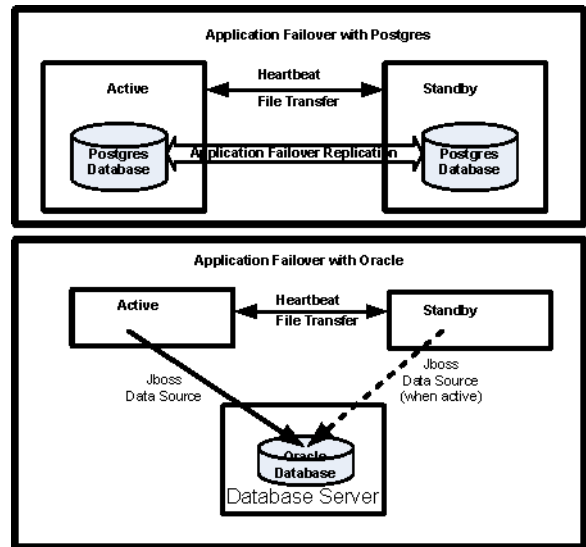 Application Failover with Postgres
Active
Heartbeat
File Transfer
Standby
Postgres
Database
Application Failover Replication
Postgres
Database
Application Failover with Oracle
Active
Heartbeat
File Transfer
Standby
Jboss
Data Source
Jboss
Data Source
(when active)
Oracle
Database
Database Server